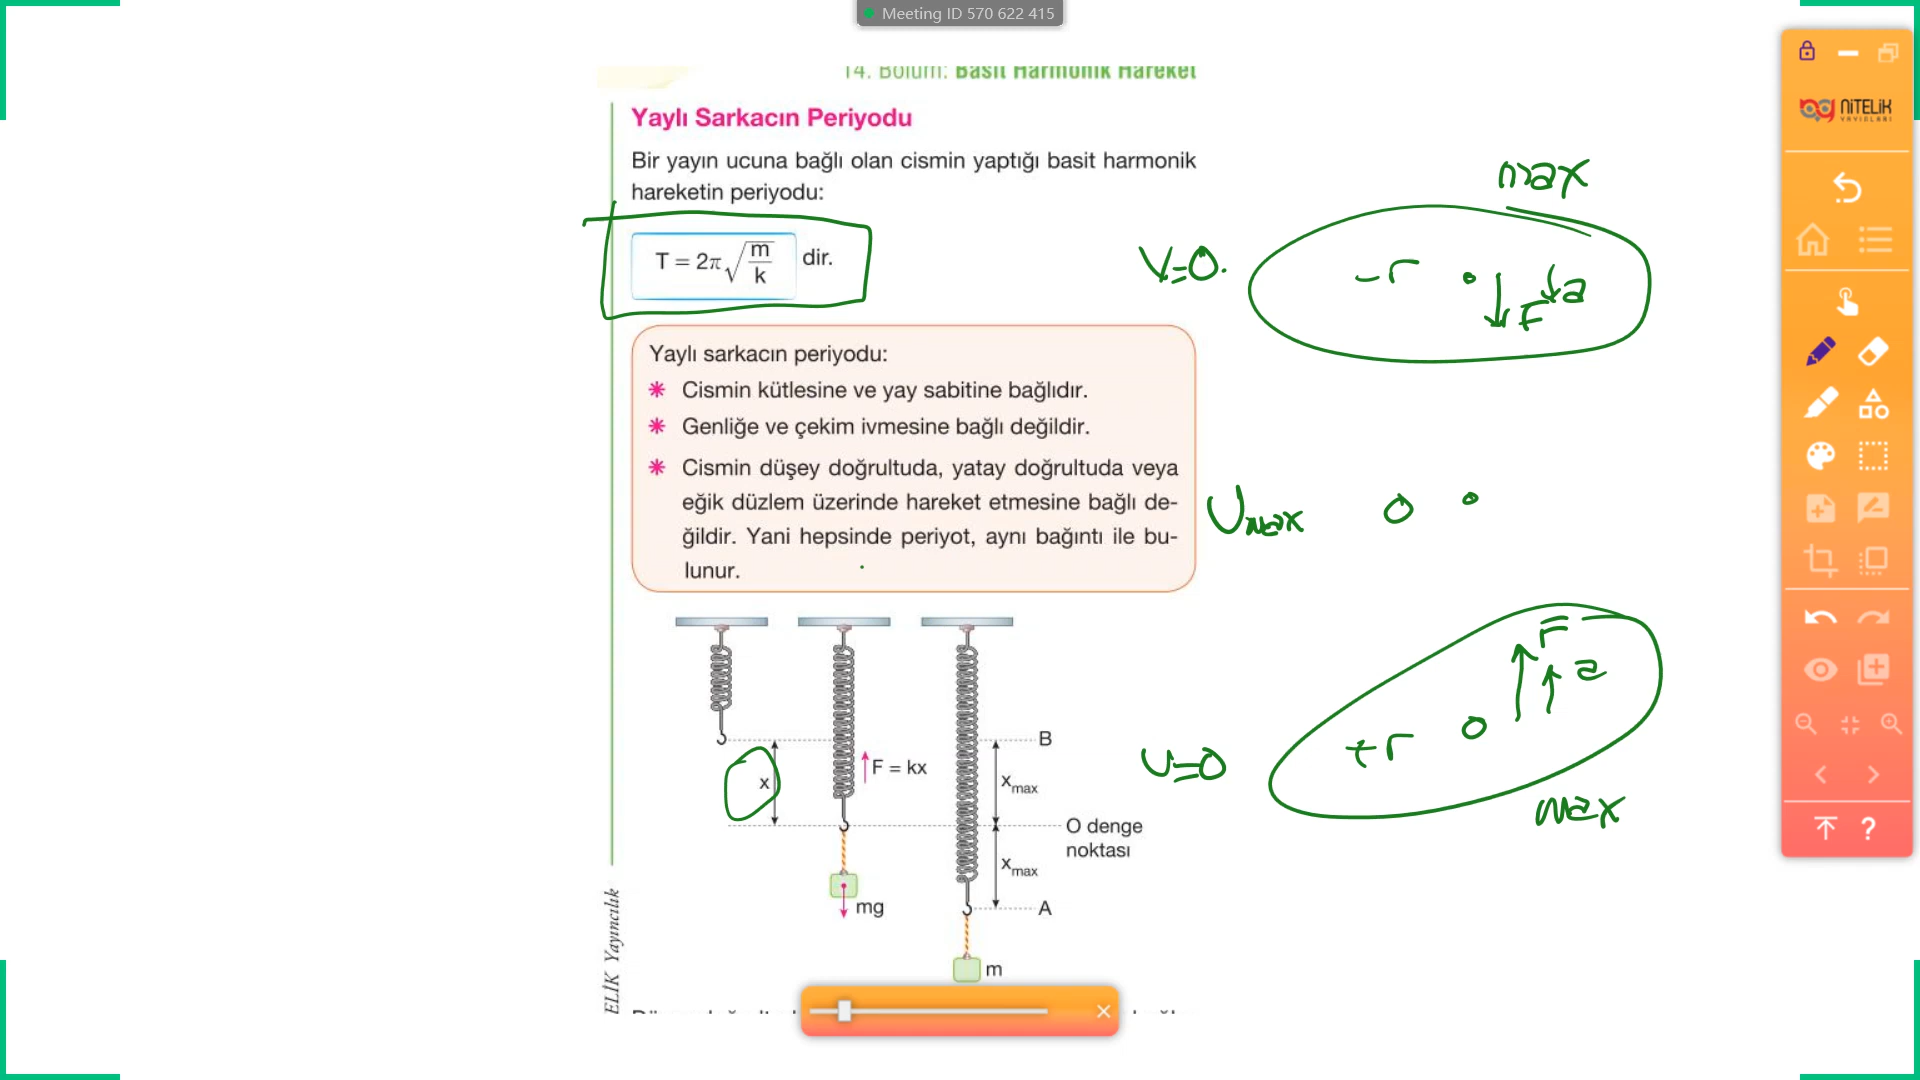 Meeting ID 570 622 415
14. Bölüm: Basit Harmonik Hareket
Yaylı Sarkacın Periyodu
Bir yayın ucuna bağlı olan cismin yaptığı basit harmonik
hareketin periyodu:
T = 2π √ m/k dir.
Yaylı sarkacın periyodu:
✳ Cismin kütlesine ve yay sabitine bağlıdır.
✳ Genliğe ve çekim ivmesine bağlı değildir.
✳ Cismin düşey doğrultuda, yatay doğrultuda veya
eğik düzlem üzerinde hareket etmesine bağlı de-
ğildir. Yani hepsinde periyot, aynı bağıntı ile bu-
lunur.
B
x
F = kx
xmax
O denge
noktası
xmax
mg
A
m
ELİK Yayıncılık
max
V=0
-r
F
a
Vmax
O
F
a
+r
V=0
max
NİTELİK
YAYINLARI
?